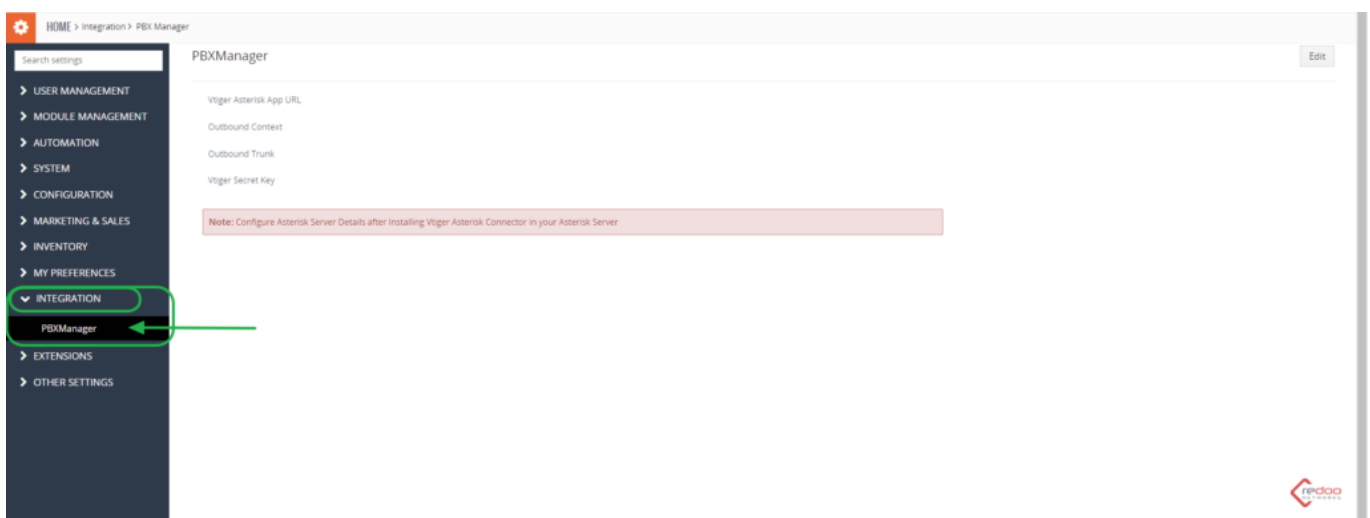 HOME > Integration > PBX Manager
Search settings
PBXManager
Edit
USER MANAGEMENT
MODULE MANAGEMENT
AUTOMATION
SYSTEM
CONFIGURATION
MARKETING & SALES
INVENTORY
MY PREFERENCES
INTEGRATION
PBXManager
EXTENSIONS
OTHER SETTINGS
Vtiger Asterisk App URL
Outbound Context
Outbound Trunk
Vtiger Secret Key
Note: Configure Asterisk Server Details after Installing Vtiger Asterisk Connector in your Asterisk Server
redoo
NETWORKS